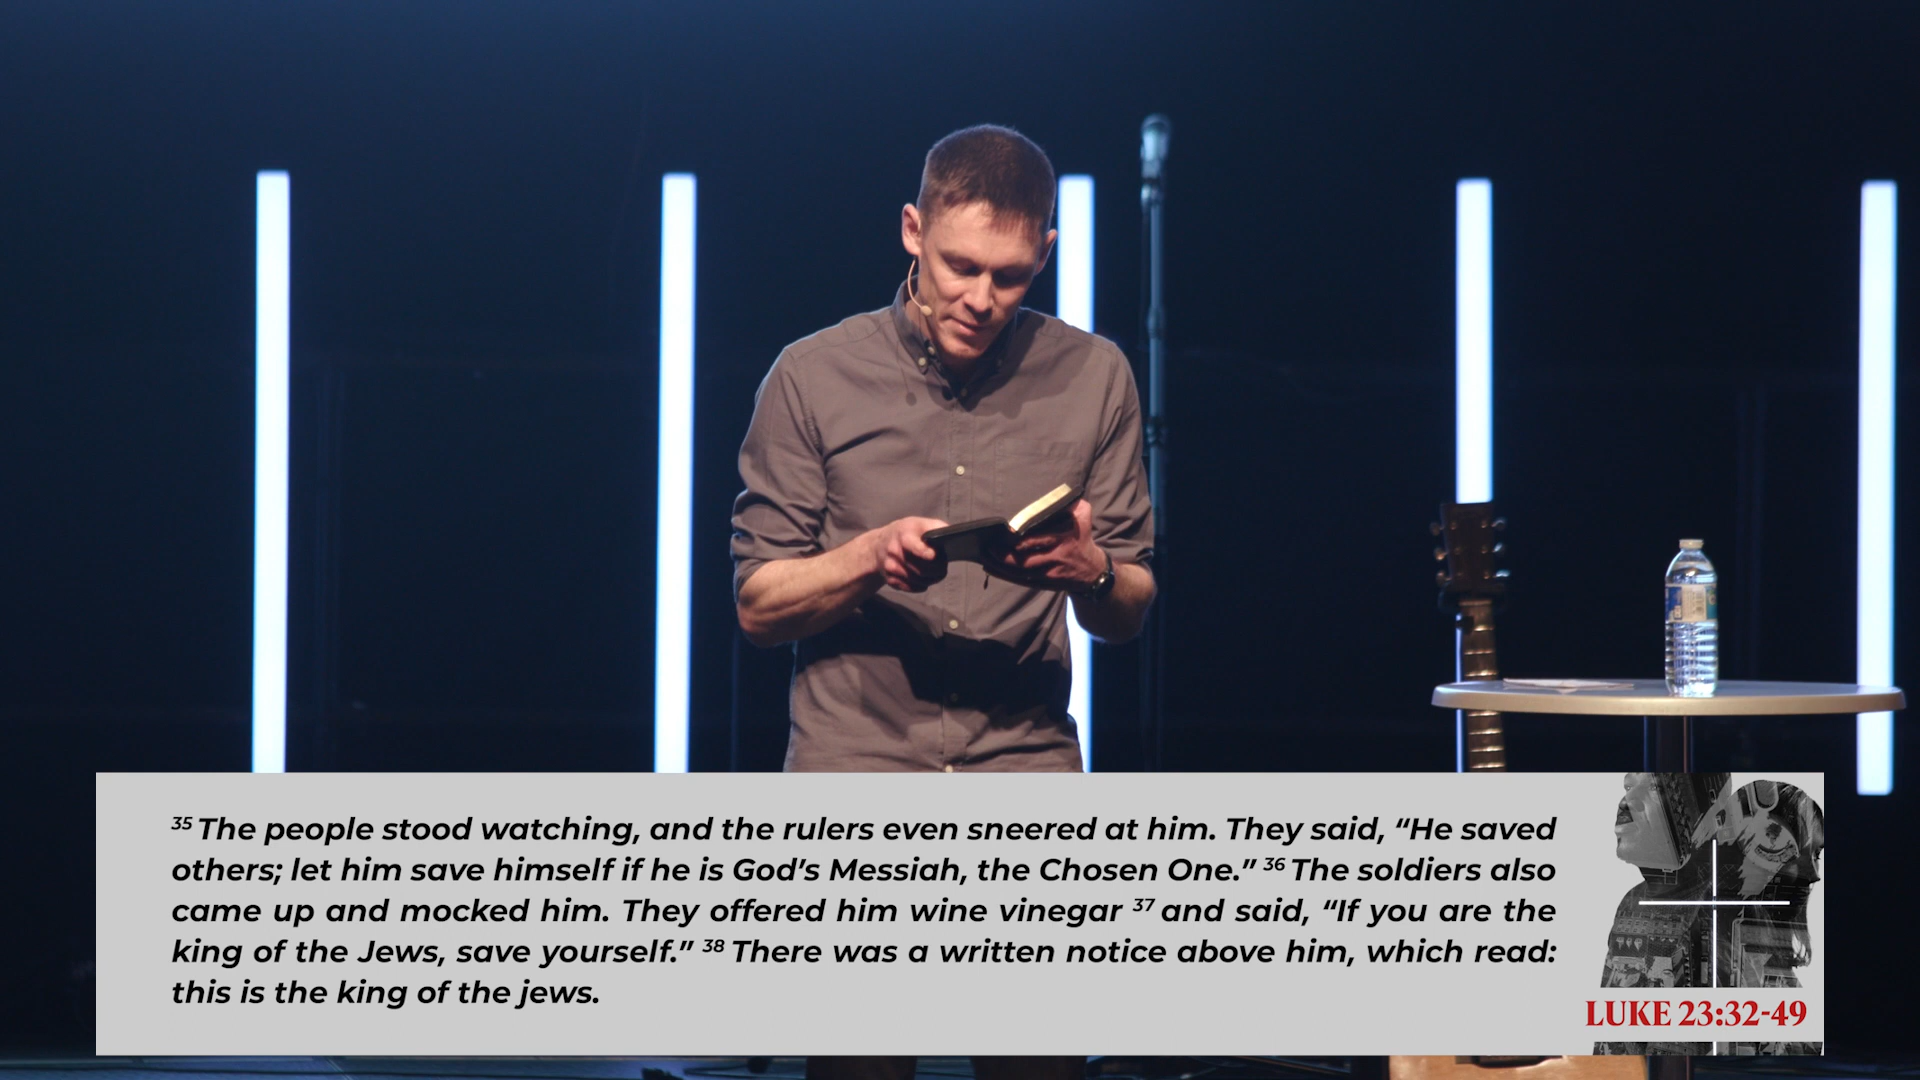 ³⁵ The people stood watching, and the rulers even sneered at him. They said, “He saved
others; let him save himself if he is God’s Messiah, the Chosen One.” ³⁶ The soldiers also
came up and mocked him. They offered him wine vinegar ³⁷ and said, “If you are the
king of the Jews, save yourself.” ³⁸ There was a written notice above him, which read:
this is the king of the jews.
LUKE 23:32-49